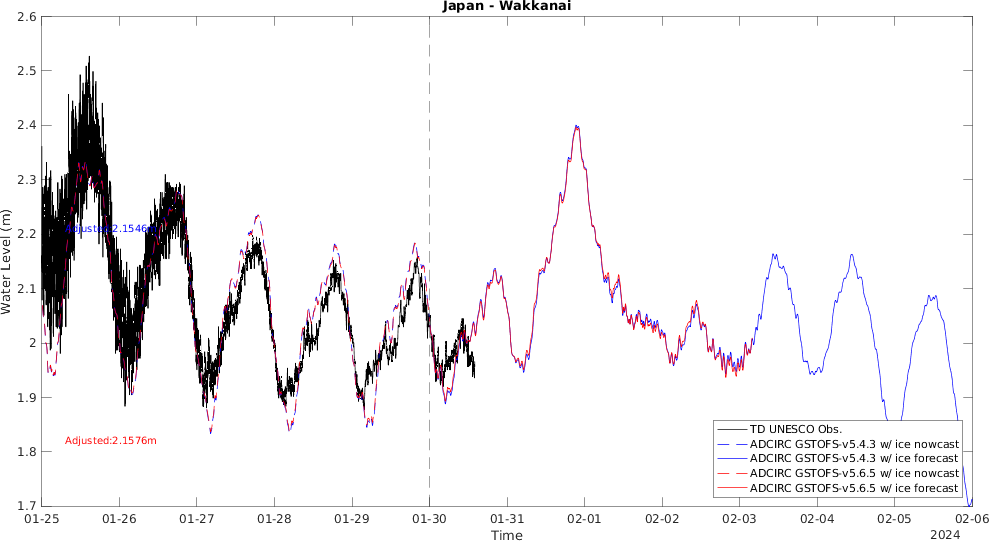 Japan - Wakkanai
2.6
2.5
2.4
2.3
2.2
2.1
2
1.9
1.8
1.7
Water Level (m)
Adjusted:2.1546m
Adjusted:2.1576m
TD UNESCO Obs.
ADCIRC GSTOFS-v5.4.3 w/ ice nowcast
ADCIRC GSTOFS-v5.4.3 w/ ice forecast
ADCIRC GSTOFS-v5.6.5 w/ ice nowcast
ADCIRC GSTOFS-v5.6.5 w/ ice forecast
01-25 01-26 01-27 01-28 01-29 01-30 01-31 02-01 02-02 02-03 02-04 02-05 02-06
Time
2024